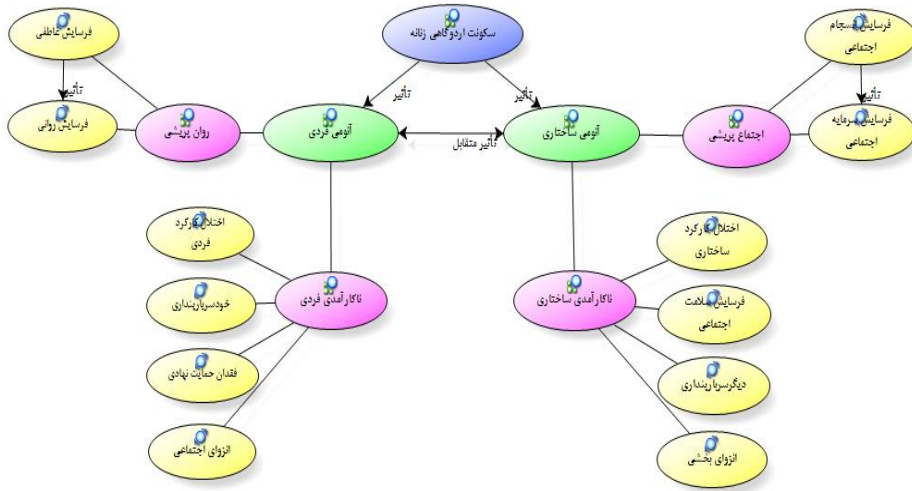 سکونت اردوگاهی زنانه
فرسایش انسجام
اجتماعی
فرسایش عاطفی
تأثیر
تأثیر
تأثیر
تأثیر
فرسایش سرمایه
اجتماعی
اجتماع پریشی
آنومی ساختاری
تأثیر متقابل
آنومی فردی
روان پریشی
فرسایش روانی
اختلال کارکرد
ساختاری
اختلال کارکرد
فردی
فرسایش سلامت
اجتماعی
ناکارآمدی ساختاری
ناکارآمدی فردی
خودسربارپنداری
دیگرسربارپنداری
فقدان حمایت نهادی
انزوای بخشی
انزوای اجتماعی